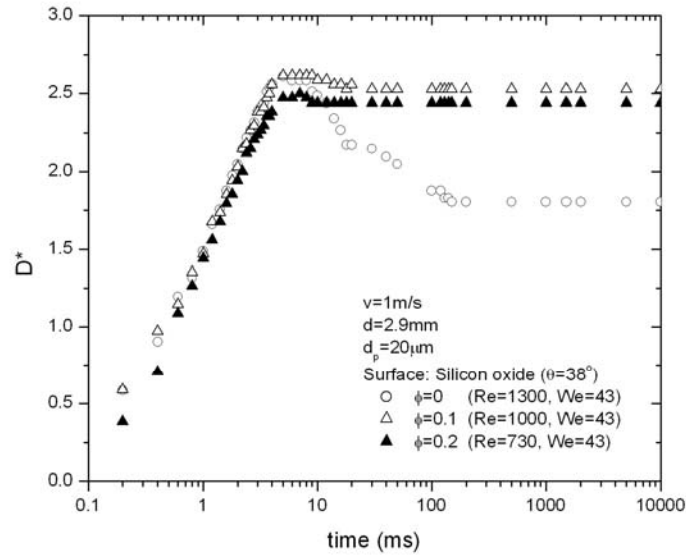 3.0
2.5
2.0
1.5
1.0
0.5
0.0
D*
v=1m/s
d=2.9mm
dₚ=20μm
Surface: Silicon oxide (θ=38°)
ϕ=0 (Re=1300, We=43)
ϕ=0.1 (Re=1000, We=43)
ϕ=0.2 (Re=730, We=43)
0.1 1 10 100 1000 10000
time (ms)